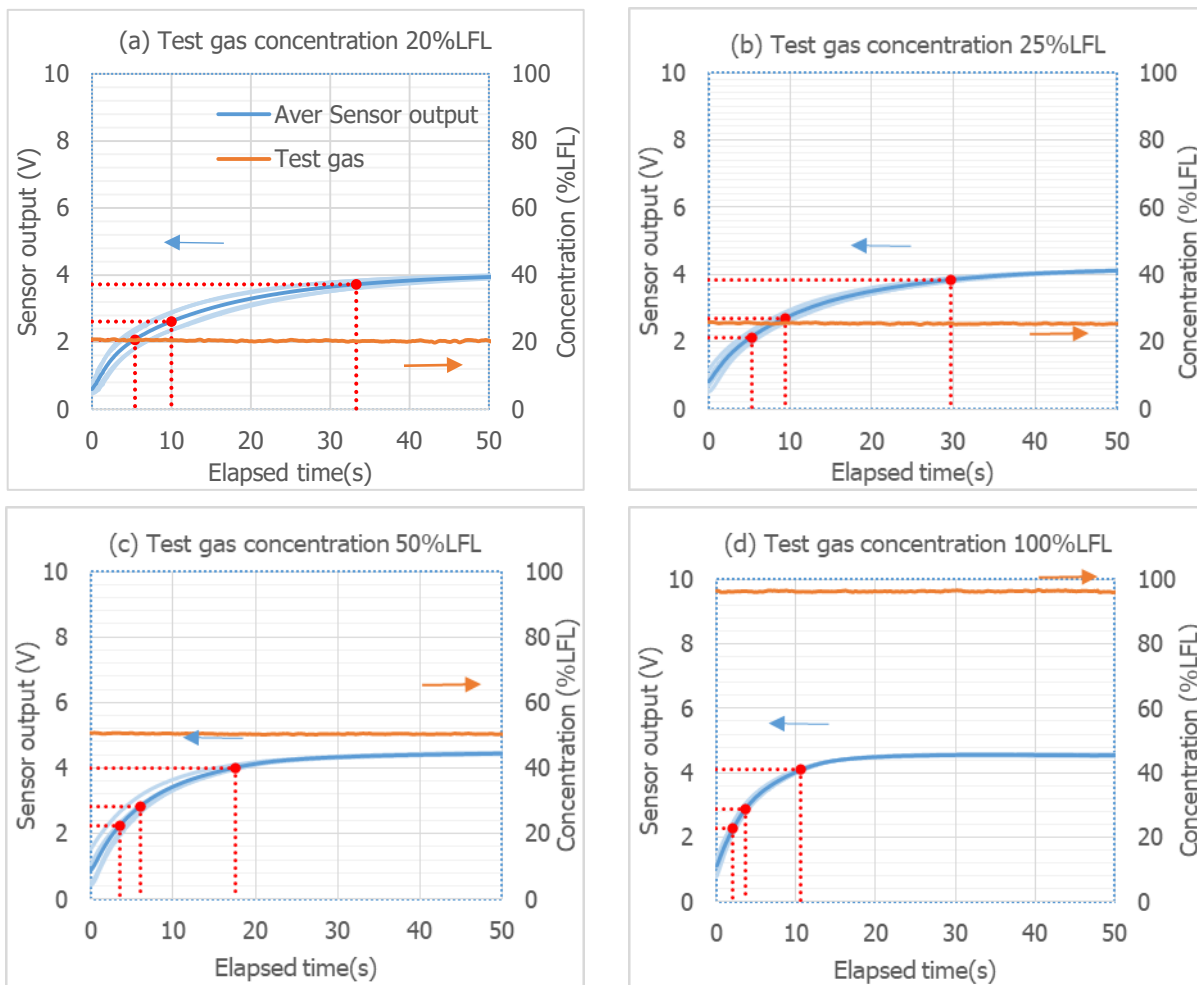 (a) Test gas concentration 20%LFL
10
8
6
4
2
0
100
80
60
40
20
0
Aver Sensor output
Test gas
Sensor output (V)
Concentration (%LFL)
0 10 20 30 40 50
Elapsed time(s)
(b) Test gas concentration 25%LFL
10
8
6
4
2
0
100
80
60
40
20
0
Sensor output (V)
Concentration (%LFL)
0 10 20 30 40 50
Elapsed time(s)
(c) Test gas concentration 50%LFL
10
8
6
4
2
0
100
80
60
40
20
0
Sensor output (V)
Concentration (%LFL)
0 10 20 30 40 50
Elapsed time(s)
(d) Test gas concentration 100%LFL
10
8
6
4
2
0
100
80
60
40
20
0
Sensor output (V)
Concentration (%LFL)
0 10 20 30 40 50
Elapsed time(s)